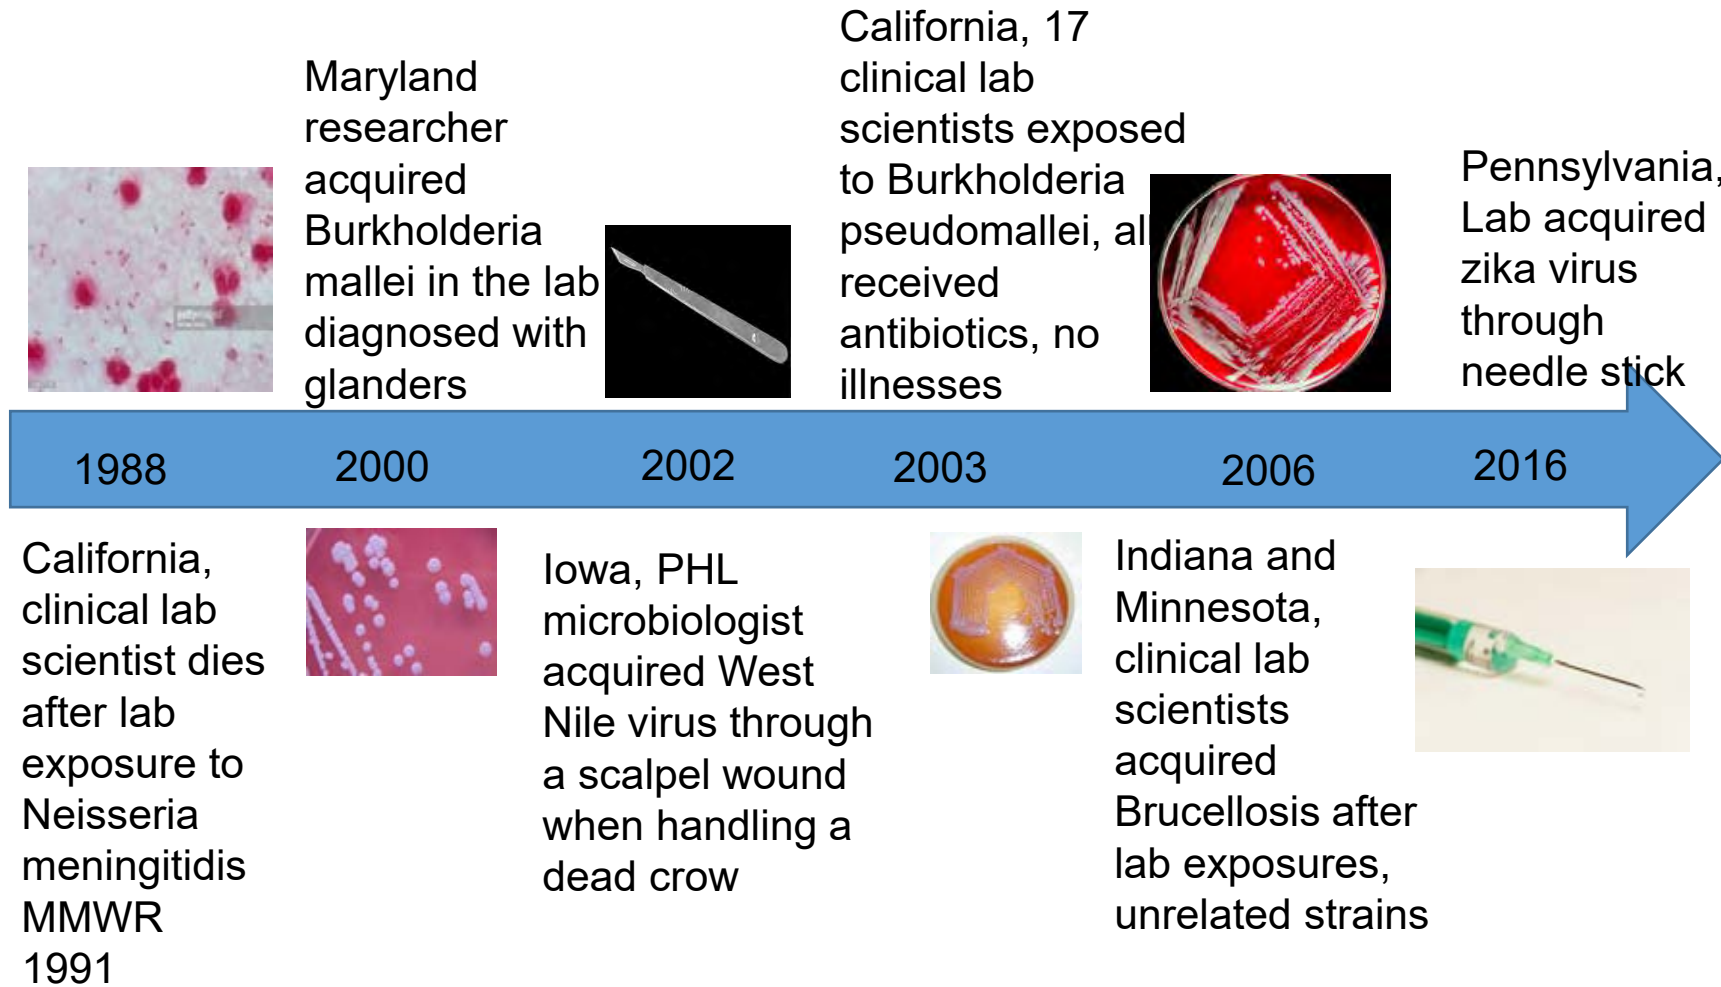 Maryland
researcher
acquired
Burkholderia
mallei in the lab
diagnosed with
glanders
California, 17
clinical lab
scientists exposed
to Burkholderia
pseudomallei, all
received
antibiotics, no
illnesses
Pennsylvania,
Lab acquired
zika virus
through
needle stick
1988
2000
2002
2003
2006
2016
California,
clinical lab
scientist dies
after lab
exposure to
Neisseria
meningitidis
MMWR
1991
Iowa, PHL
microbiologist
acquired West
Nile virus through
a scalpel wound
when handling a
dead crow
Indiana and
Minnesota,
clinical lab
scientists
acquired
Brucellosis after
lab exposures,
unrelated strains